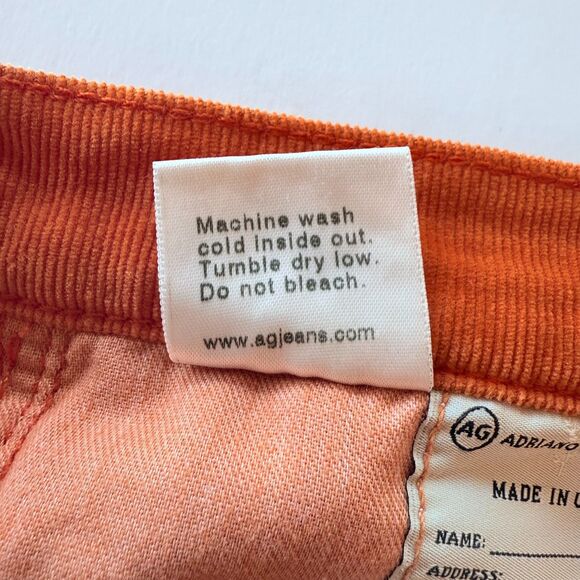 Machine wash
cold inside out.
Tumble dry low.
Do not bleach.
www.agjeans.com
AG ADRIANO
MADE IN
NAME:
ADDRESS: